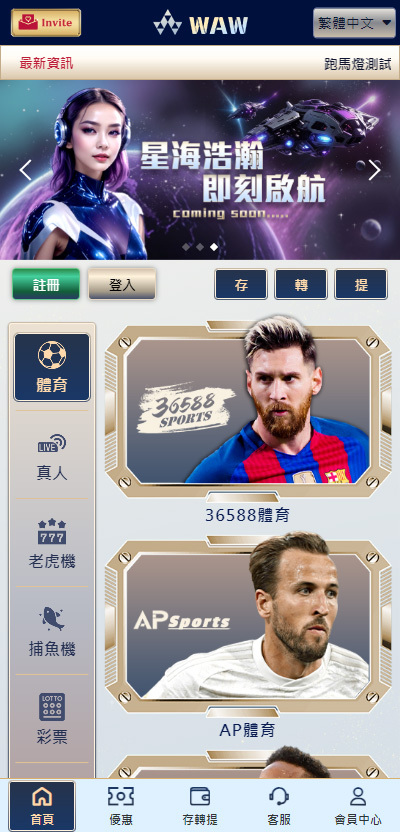 Invite
WAW
繁體中文
最新資訊
跑馬燈測試
星海浩瀚
即刻啟航
coming soon.....
註冊
登入
存
轉
提
體育
36588
SPORTS
36588體育
LIVE
真人
777
老虎機
AP Sports
捕魚機
LOTTO
彩票
AP體育
首頁
優惠
存轉提
客服
會員中心